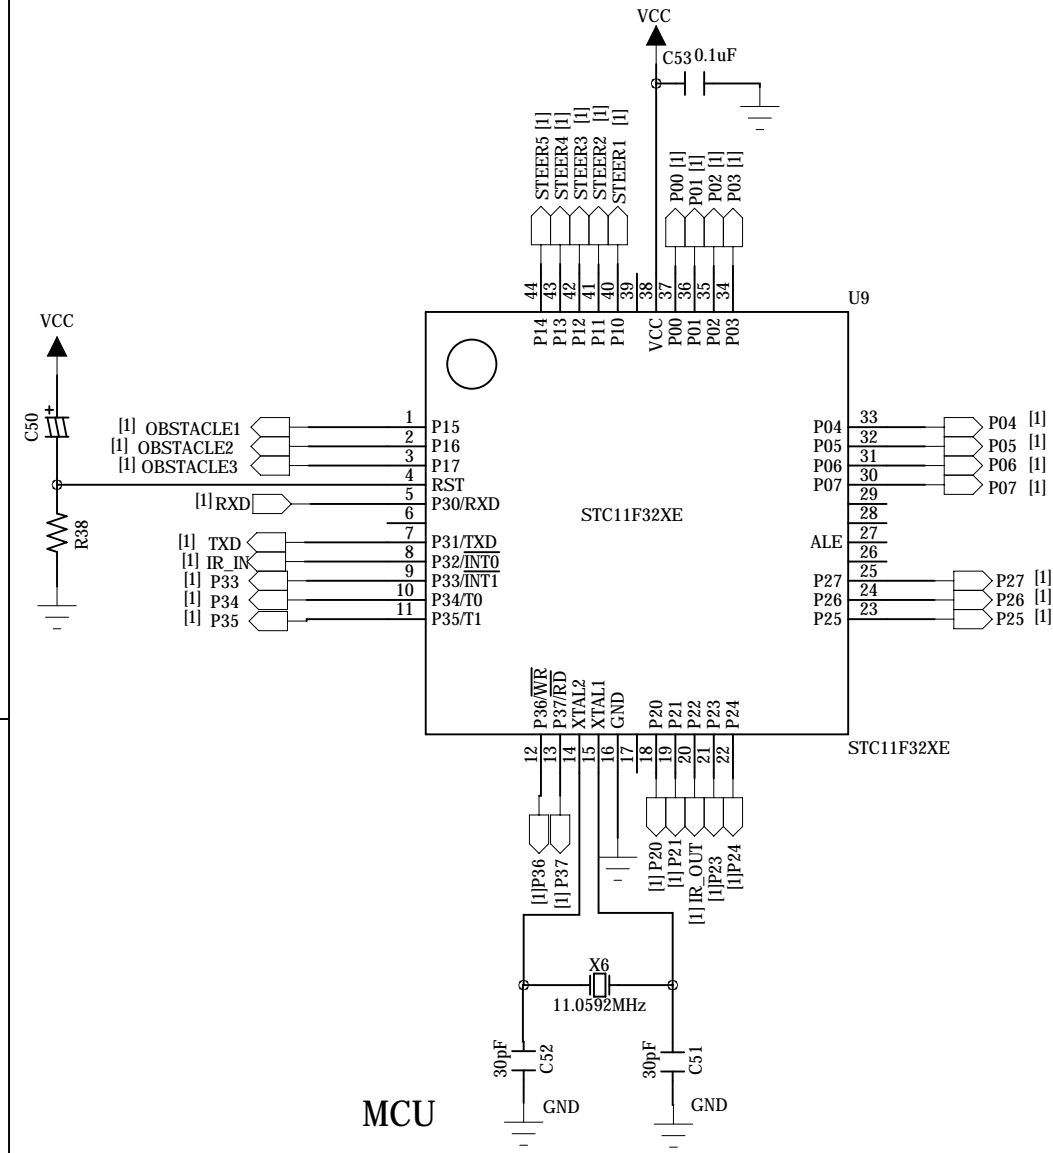 VCC
C53 0.1uF
STEER5 [1]
STEER4 [1]
STEER3 [1]
STEER2 [1]
STEER1 [1]
P00 [1]
P01 [1]
P02 [1]
P03 [1]
44
43
42
41
40
39
38
37
36
35
34
U9
P14
P13
P12
P11
P10
VCC
P00
P01
P02
P03
VCC
C50
+
R38
[1] OBSTACLE1 1 P15
[1] OBSTACLE2 2 P16
[1] OBSTACLE3 3 P17
4 RST
[1] RXD 5 P30/RXD
6
[1] TXD 7 P31/TXD
[1] IR_IN 8 P32/INT0
[1] P33 9 P33/INT1
[1] P34 10 P34/T0
[1] P35 11 P35/T1
STC11F32XE
P04 33 P04 [1]
P05 32 P05 [1]
P06 31 P06 [1]
P07 30 P07 [1]
29
28
ALE 27
26
P27 25 P27 [1]
P26 24 P26 [1]
P25 23 P25 [1]
P36/WR
P37/RD
XTAL2
XTAL1
GND
P20
P21
P22
P23
P24
STC11F32XE
12
13
14
15
16
17
18
19
20
21
22
[1]P36
[1] P37
[1] P20
[1] P21
[1] IR_OUT
[1]P23
[1]P24
X6
11.0592MHz
30pF
C52
30pF
C51
GND
GND
MCU